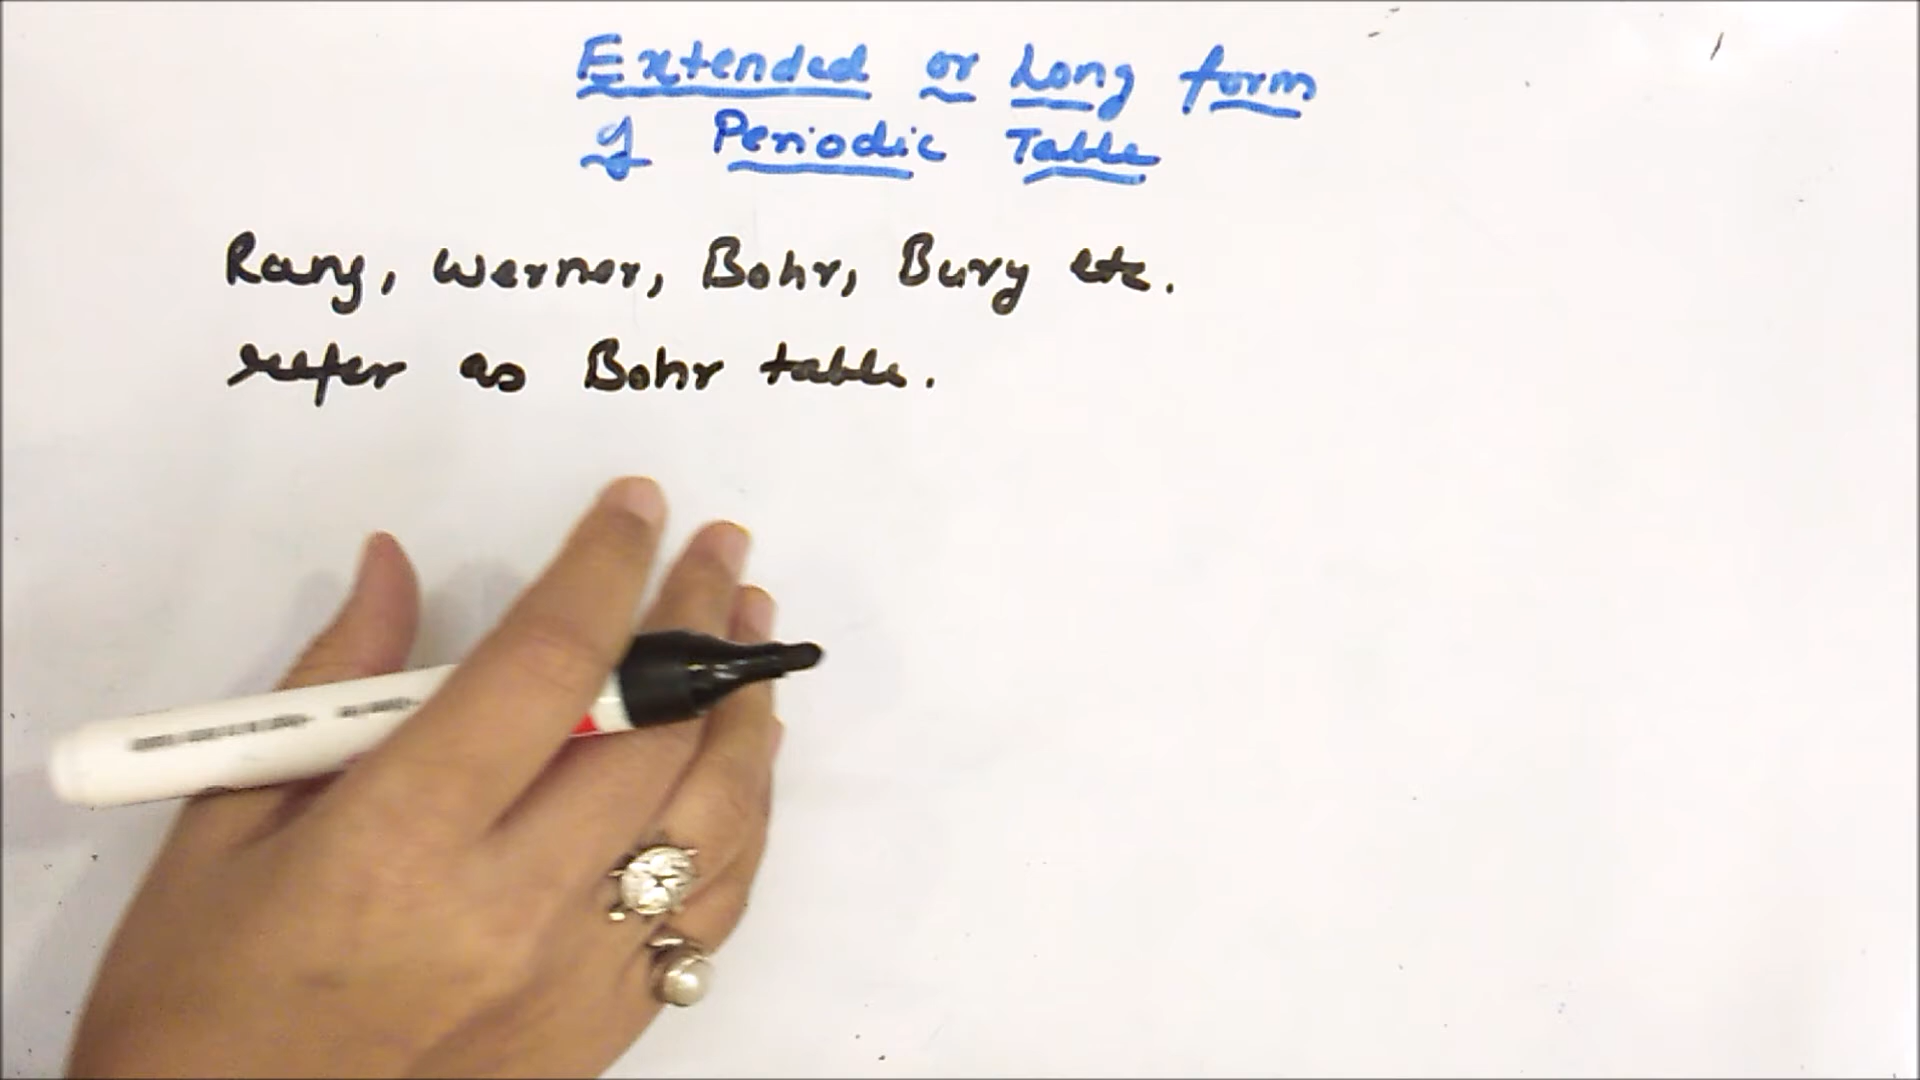 Extended or Long form
of Periodic Table
Rang, Werner, Bohr, Bury etc.
refer as Bohr table.